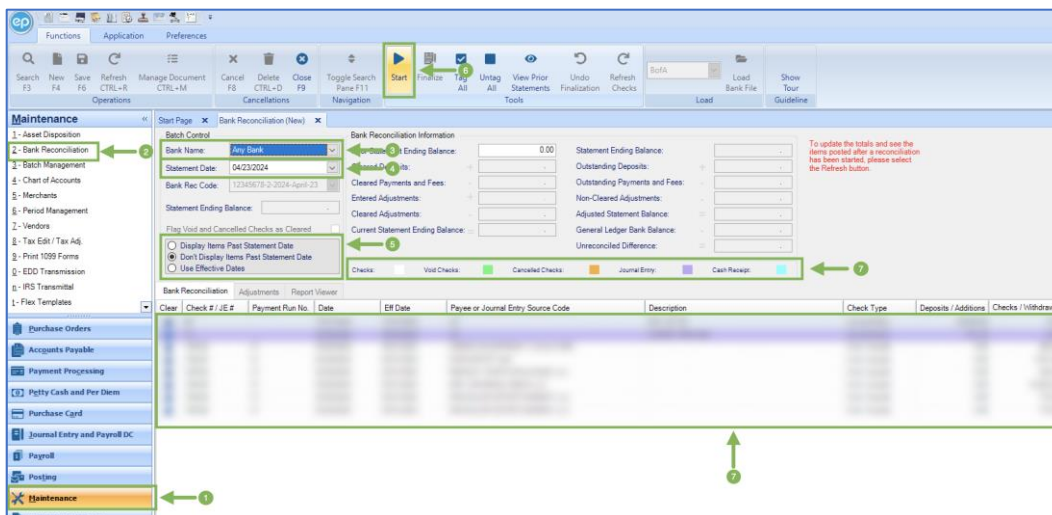 ep
Functions Application Preferences
Search New Save Refresh Manage Document Cancel Delete Close Toggle Search Start Finalize Tag Untag View Prior Undo Refresh BofA Load Show
F3 F4 F6 CTRL+R CTRL+M F8 CTRL+D F9 Pane F11 All All Statements Finalization Checks Bank File Tour
Operations Cancellations Navigation Tools Load Guideline
6
Maintenance «
1 - Asset Disposition
2 - Bank Reconciliation
3 - Batch Management
4 - Chart of Accounts
5 - Merchants
6 - Period Management
7 - Vendors
8 - Tax Edit / Tax Adj.
9 - Print 1099 Forms
0 - EDD Transmission
n - IRS Transmittal
t - Flex Templates
2
Purchase Orders
Accounts Payable
Payment Processing
Petty Cash and Per Diem
Purchase Card
Journal Entry and Payroll DC
Payroll
Posting
Maintenance
1
Start Page Bank Reconciliation (New)
Batch Control
Bank Name: Any Bank
3
Statement Date: 04/23/2024
4
Bank Rec Code: 12345678-2-2024-April-23
Statement Ending Balance:
Flag Void and Cancelled Checks as Cleared
Display Items Past Statement Date
Don't Display Items Past Statement Date
Use Effective Dates
5
Bank Reconciliation Information
Statement Ending Balance: 0.00
Cleared Payments and Fees:
Entered Adjustments:
Cleared Adjustments:
Current Statement Ending Balance:
Statement Ending Balance:
Outstanding Deposits:
Outstanding Payments and Fees:
Non-Cleared Adjustments:
Adjusted Statement Balance:
General Ledger Bank Balance:
Unreconciled Difference:
To update the totals and see the
items posted after a reconciliation
has been started, please select
the Refresh button.
Checks: Void Checks: Cancelled Checks: Journal Entry: Cash Receipt:
7
Bank Reconciliation Adjustments Report Viewer
Clear Check # / JE # Payment Run No. Date Eff Date Payee or Journal Entry Source Code Description Check Type Deposits / Additions Checks / Withdraw
7